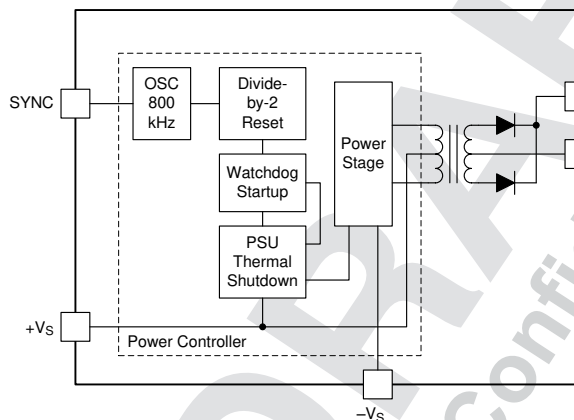 SYNC
OSC
800
kHz
Divide-
by-2
Reset
Watchdog
Startup
PSU
Thermal
Shutdown
Power
Stage
+VS
Power Controller
–VS